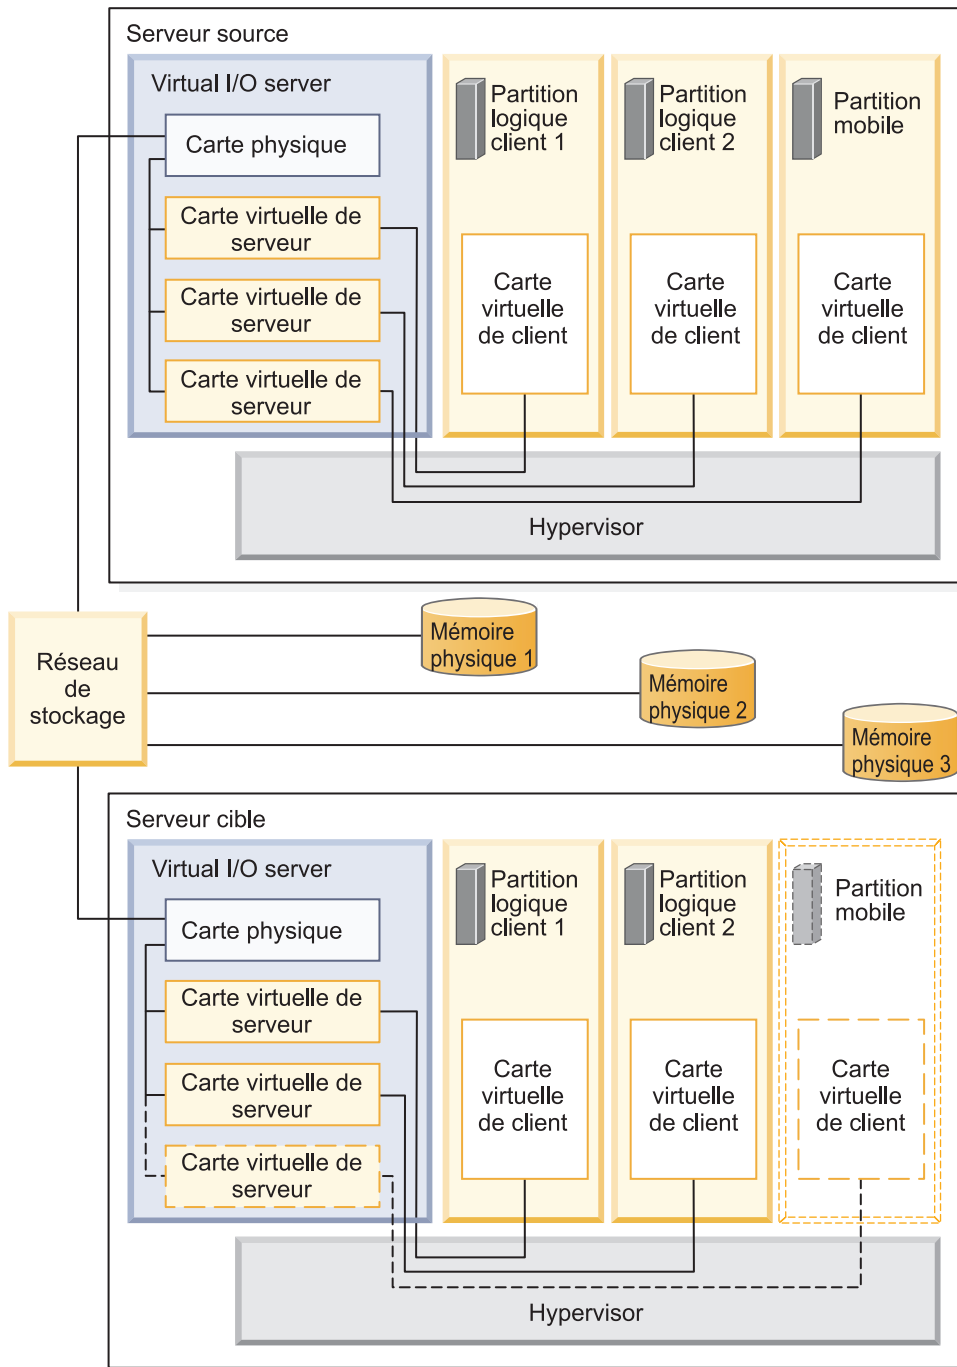 Serveur source
Virtual I/O server
Carte physique
Carte virtuelle de
serveur
Carte virtuelle de
serveur
Carte virtuelle de
serveur
Partition
logique
client 1
Carte
virtuelle
de client
Partition
logique
client 2
Carte
virtuelle
de client
Partition
mobile
Carte
virtuelle
de client
Hypervisor
Réseau
de
stockage
Mémoire
physique 1
Mémoire
physique 2
Mémoire
physique 3
Serveur cible
Virtual I/O server
Carte physique
Carte virtuelle de
serveur
Carte virtuelle de
serveur
Carte virtuelle de
serveur
Partition
logique
client 1
Carte
virtuelle
de client
Partition
logique
client 2
Carte
virtuelle
de client
Partition
mobile
Carte
virtuelle
de client
Hypervisor